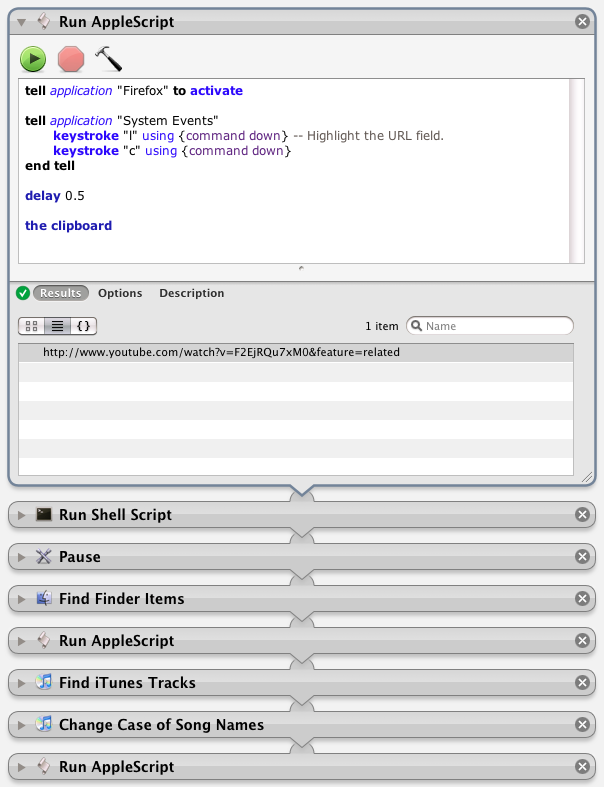 Run AppleScript
tell application "Firefox" to activate
tell application "System Events"
keystroke "l" using {command down} -- Highlight the URL field.
keystroke "c" using {command down}
end tell
delay 0.5
the clipboard
Results Options Description
{} 1 item Name
http://www.youtube.com/watch?v=F2EjRQu7xM0&feature=related
Run Shell Script
Pause
Find Finder Items
Run AppleScript
Find iTunes Tracks
Change Case of Song Names
Run AppleScript